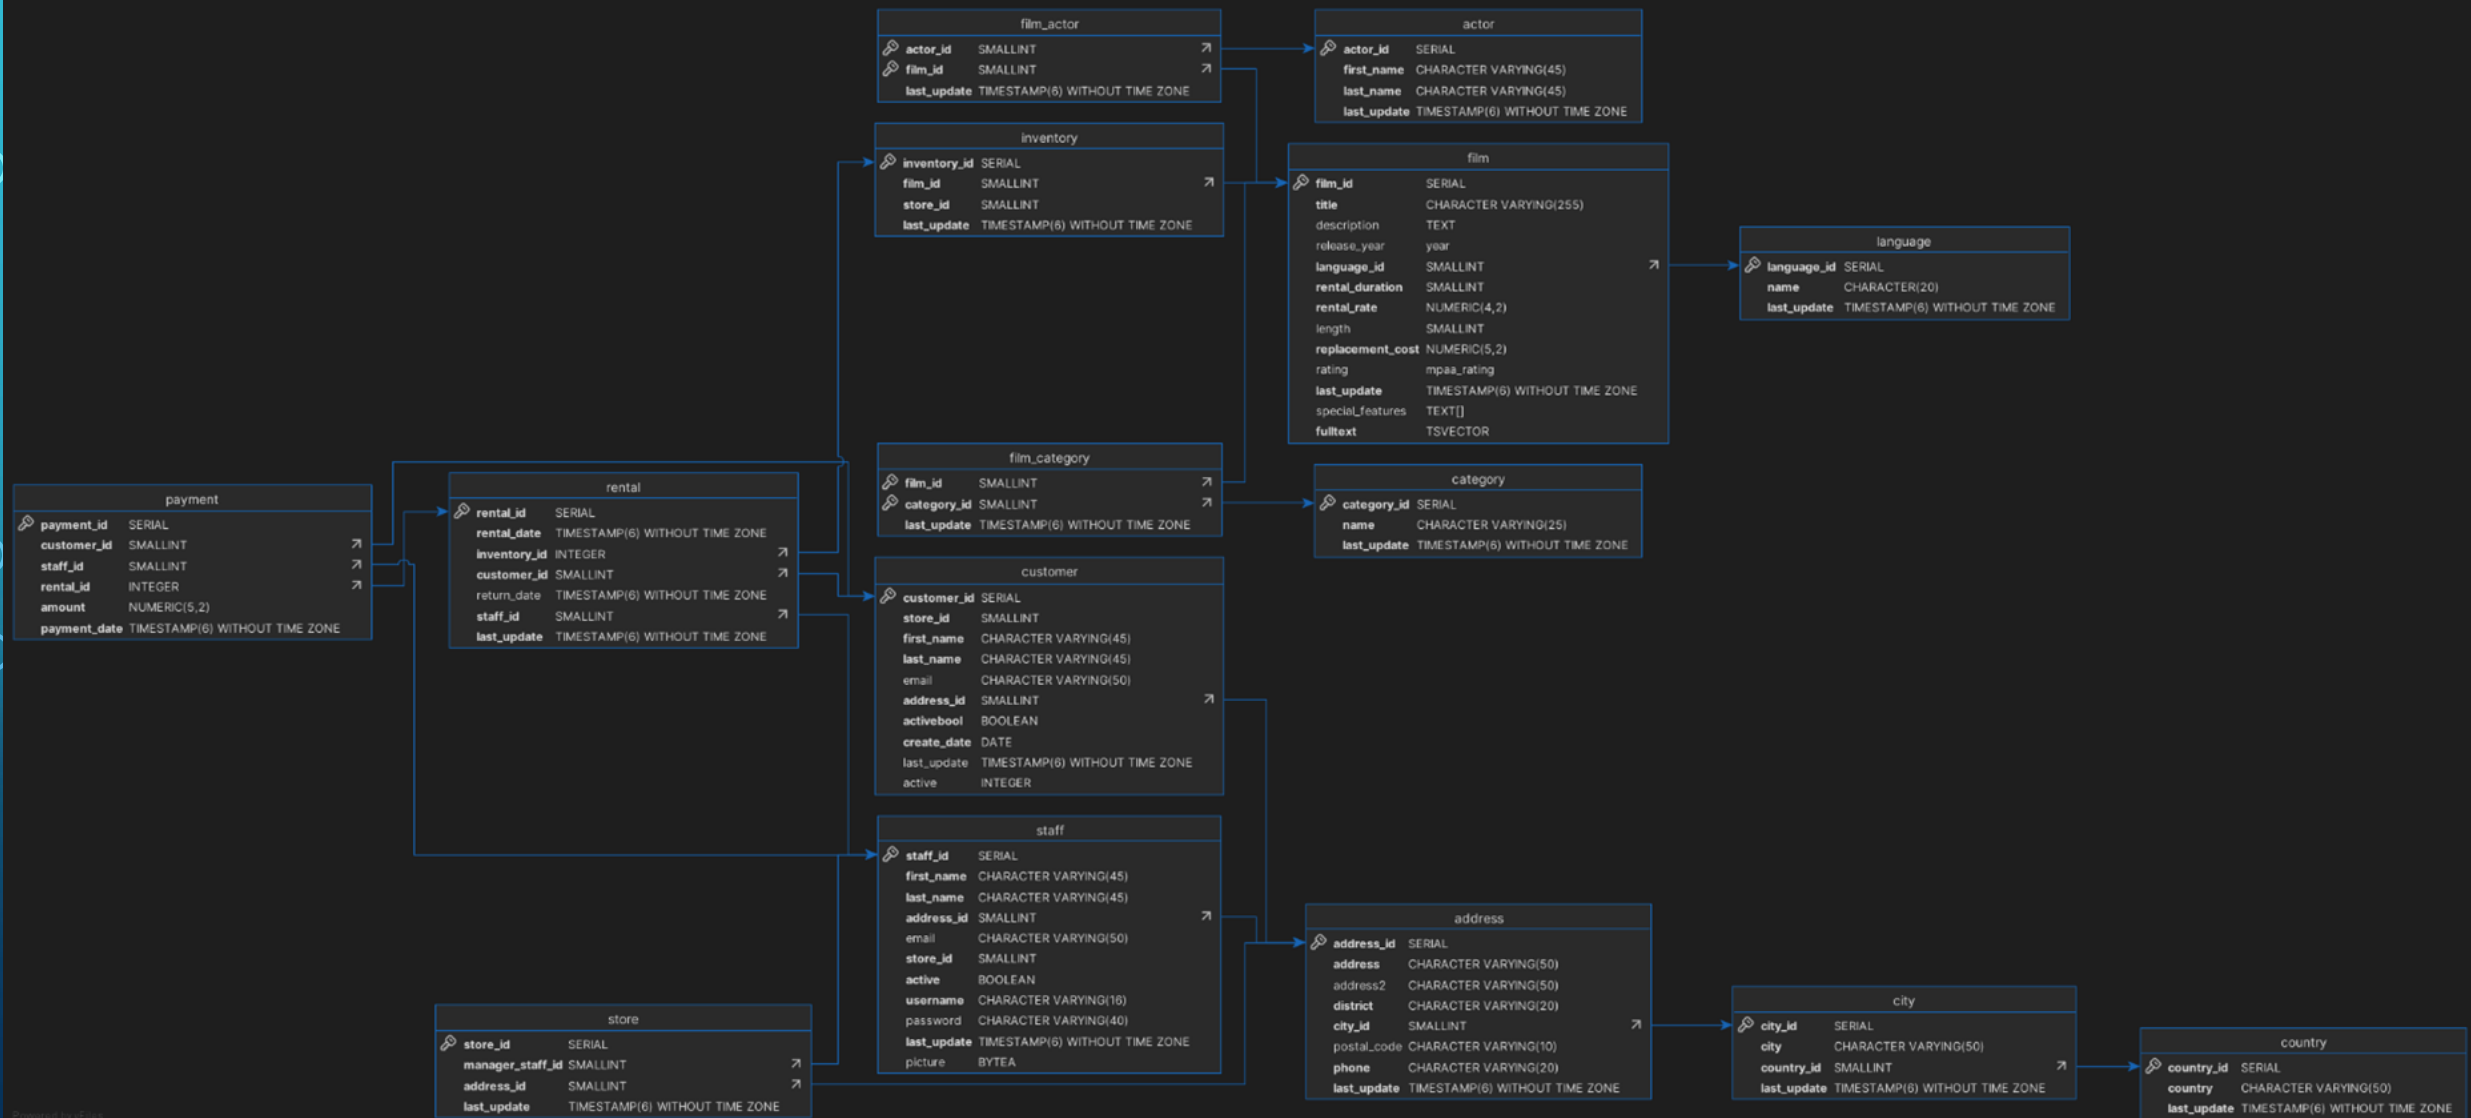 film_actor
actor_id SMALLINT
film_id SMALLINT
last_update TIMESTAMP(6) WITHOUT TIME ZONE
actor
actor_id SERIAL
first_name CHARACTER VARYING(45)
last_name CHARACTER VARYING(45)
last_update TIMESTAMP(6) WITHOUT TIME ZONE
inventory
inventory_id SERIAL
film_id SMALLINT
store_id SMALLINT
last_update TIMESTAMP(6) WITHOUT TIME ZONE
film
film_id SERIAL
title CHARACTER VARYING(255)
description TEXT
release_year year
language_id SMALLINT
rental_duration SMALLINT
rental_rate NUMERIC(4,2)
length SMALLINT
replacement_cost NUMERIC(5,2)
rating mpaa_rating
last_update TIMESTAMP(6) WITHOUT TIME ZONE
special_features TEXT[]
fulltext TSVECTOR
language
language_id SERIAL
name CHARACTER(20)
last_update TIMESTAMP(6) WITHOUT TIME ZONE
payment
payment_id SERIAL
customer_id SMALLINT
staff_id SMALLINT
rental_id INTEGER
amount NUMERIC(5,2)
payment_date TIMESTAMP(6) WITHOUT TIME ZONE
rental
rental_id SERIAL
rental_date TIMESTAMP(6) WITHOUT TIME ZONE
inventory_id INTEGER
customer_id SMALLINT
return_date TIMESTAMP(6) WITHOUT TIME ZONE
staff_id SMALLINT
last_update TIMESTAMP(6) WITHOUT TIME ZONE
film_category
film_id SMALLINT
category_id SMALLINT
last_update TIMESTAMP(6) WITHOUT TIME ZONE
category
category_id SERIAL
name CHARACTER VARYING(25)
last_update TIMESTAMP(6) WITHOUT TIME ZONE
customer
customer_id SERIAL
store_id SMALLINT
first_name CHARACTER VARYING(45)
last_name CHARACTER VARYING(45)
email CHARACTER VARYING(50)
address_id SMALLINT
activebool BOOLEAN
create_date DATE
last_update TIMESTAMP(6) WITHOUT TIME ZONE
active INTEGER
staff
staff_id SERIAL
first_name CHARACTER VARYING(45)
last_name CHARACTER VARYING(45)
address_id SMALLINT
email CHARACTER VARYING(50)
store_id SMALLINT
active BOOLEAN
username CHARACTER VARYING(16)
password CHARACTER VARYING(40)
last_update TIMESTAMP(6) WITHOUT TIME ZONE
picture BYTEA
store
store_id SERIAL
manager_staff_id SMALLINT
address_id SMALLINT
last_update TIMESTAMP(6) WITHOUT TIME ZONE
address
address_id SERIAL
address CHARACTER VARYING(50)
address2 CHARACTER VARYING(50)
district CHARACTER VARYING(20)
city_id SMALLINT
postal_code CHARACTER VARYING(10)
phone CHARACTER VARYING(20)
last_update TIMESTAMP(6) WITHOUT TIME ZONE
city
city_id SERIAL
city CHARACTER VARYING(50)
country_id SMALLINT
last_update TIMESTAMP(6) WITHOUT TIME ZONE
country
country_id SERIAL
country CHARACTER VARYING(50)
last_update TIMESTAMP(6) WITHOUT TIME ZONE